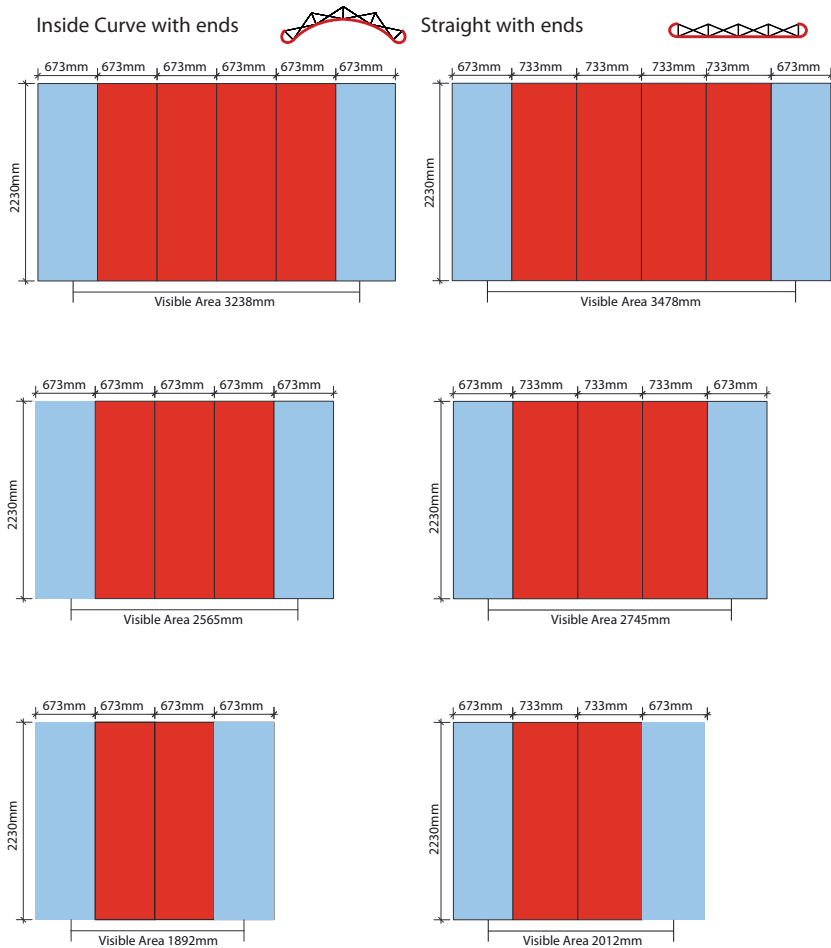 Inside Curve with ends
Straight with ends
673mm 673mm 673mm 673mm 673mm 673mm
2230mm
Visible Area 3238mm
673mm 733mm 733mm 733mm 733mm 673mm
2230mm
Visible Area 3478mm
673mm 673mm 673mm 673mm 673mm
2230mm
Visible Area 2565mm
673mm 733mm 733mm 733mm 673mm
2230mm
Visible Area 2745mm
673mm 673mm 673mm 673mm
2230mm
Visible Area 1892mm
673mm 733mm 733mm 673mm
2230mm
Visible Area 2012mm